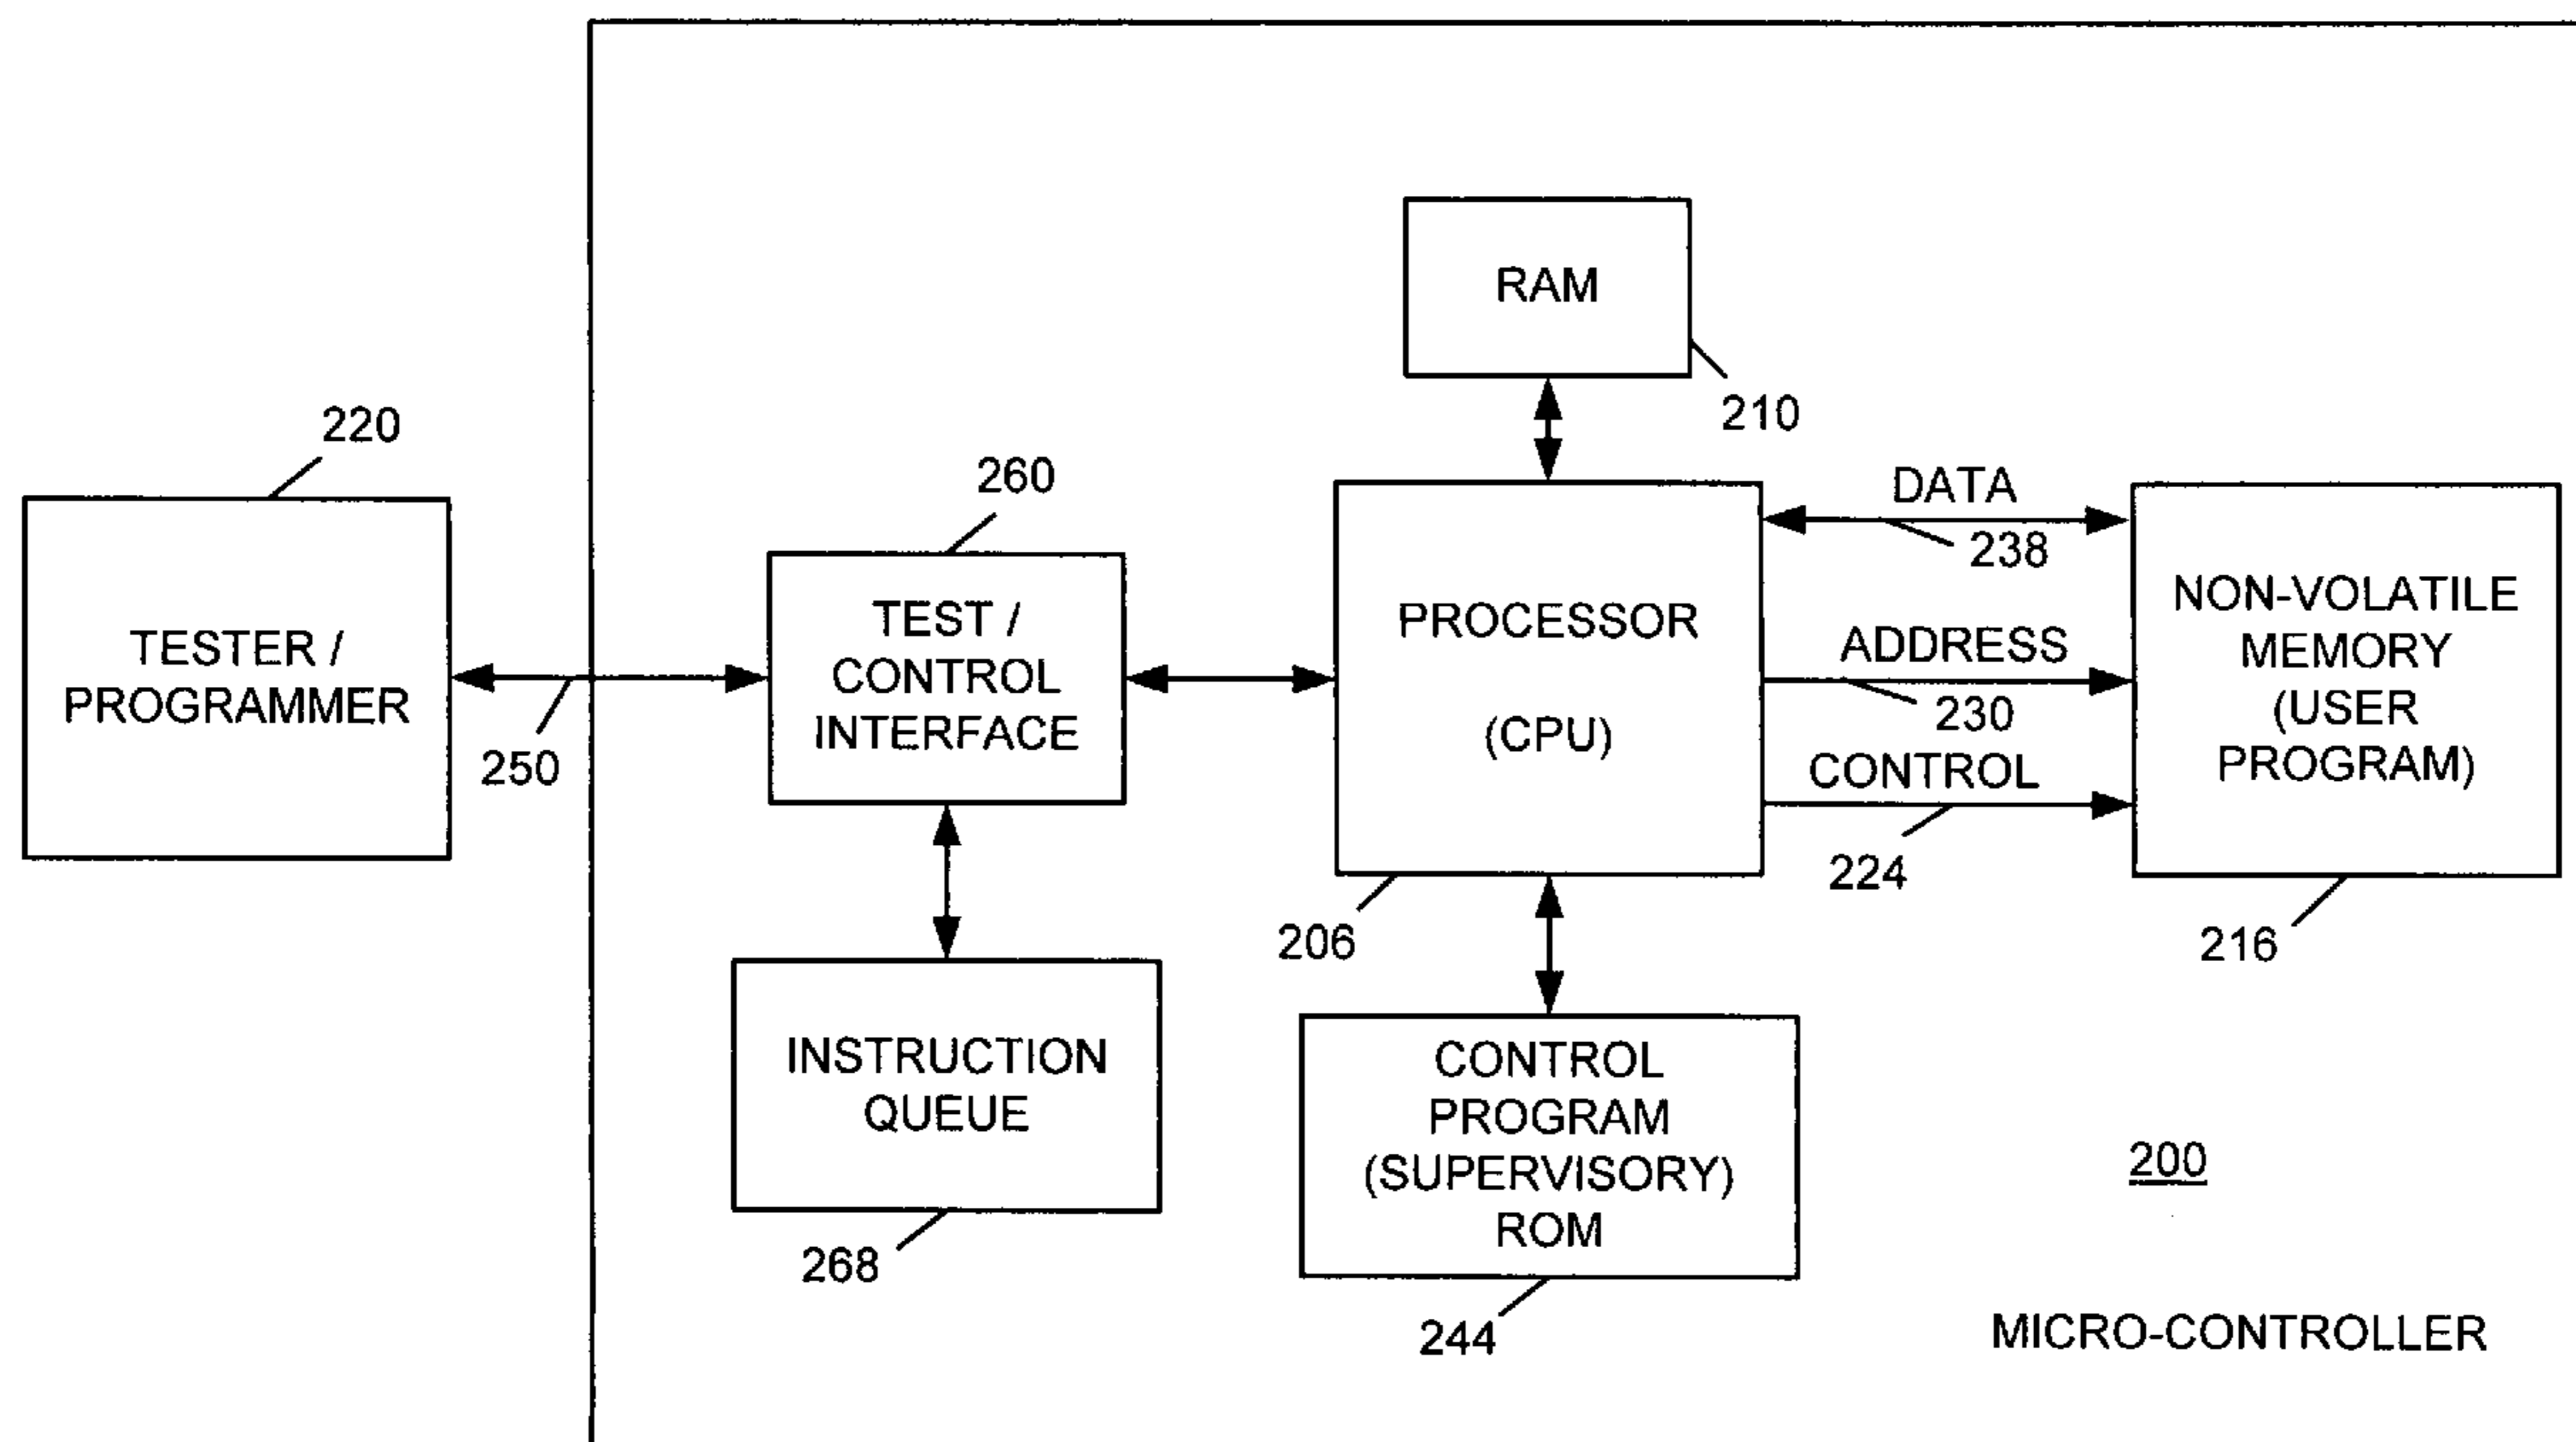 RAM
210
220
TESTER /
PROGRAMMER
250
260
TEST /
CONTROL
INTERFACE
PROCESSOR
(CPU)
206
DATA
238
ADDRESS
230
CONTROL
224
NON-VOLATILE
MEMORY
(USER
PROGRAM)
216
INSTRUCTION
QUEUE
268
CONTROL
PROGRAM
(SUPERVISORY)
ROM
244
200
MICRO-CONTROLLER